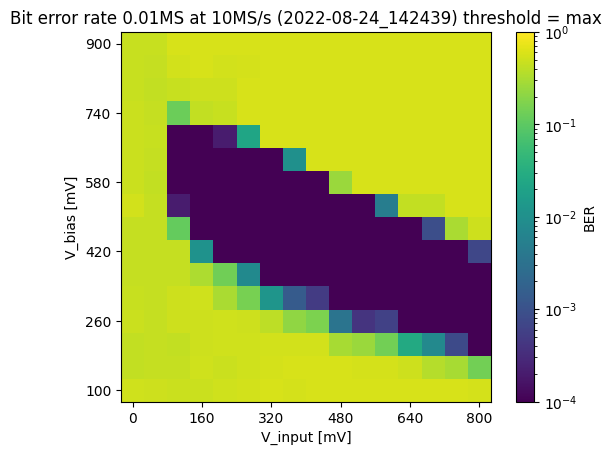 Bit error rate 0.01MS at 10MS/s (2022-08-24_142439) threshold = max
900
740
580
420
260
100
V_bias [mV]
0 160 320 480 640 800
V_input [mV]
10^0
10^-1
10^-2
10^-3
10^-4
BER